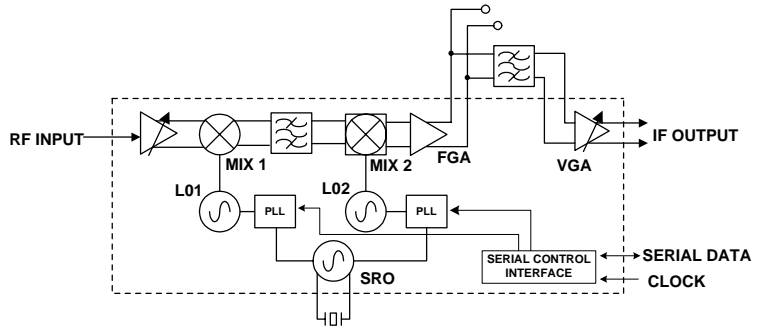 RF INPUT
MIX 1
MIX 2
FGA
VGA
IF OUTPUT
L01
L02
PLL
PLL
SRO
SERIAL CONTROL
INTERFACE
SERIAL DATA
CLOCK